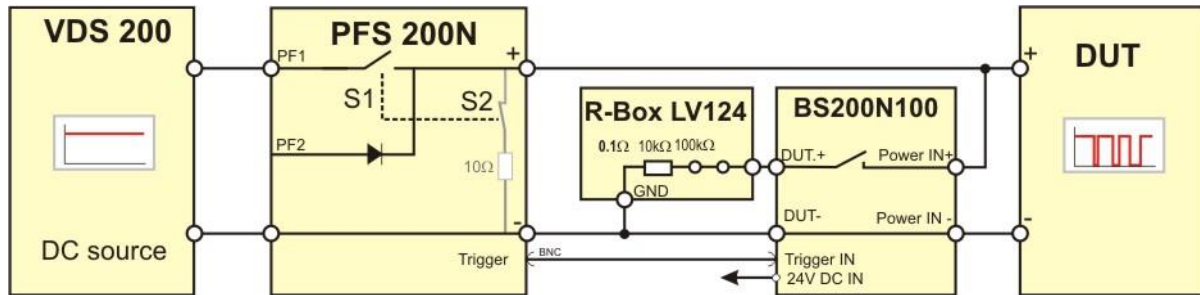 VDS 200
DC source
PFS 200N
PF1
+
S1
S2
PF2
10Ω
-
Trigger
BNC
R-Box LV124
0.1Ω 10kΩ 100kΩ
GND
BS200N100
DUT.+ Power IN+
DUT- Power IN -
Trigger IN
24V DC IN
+
DUT
-